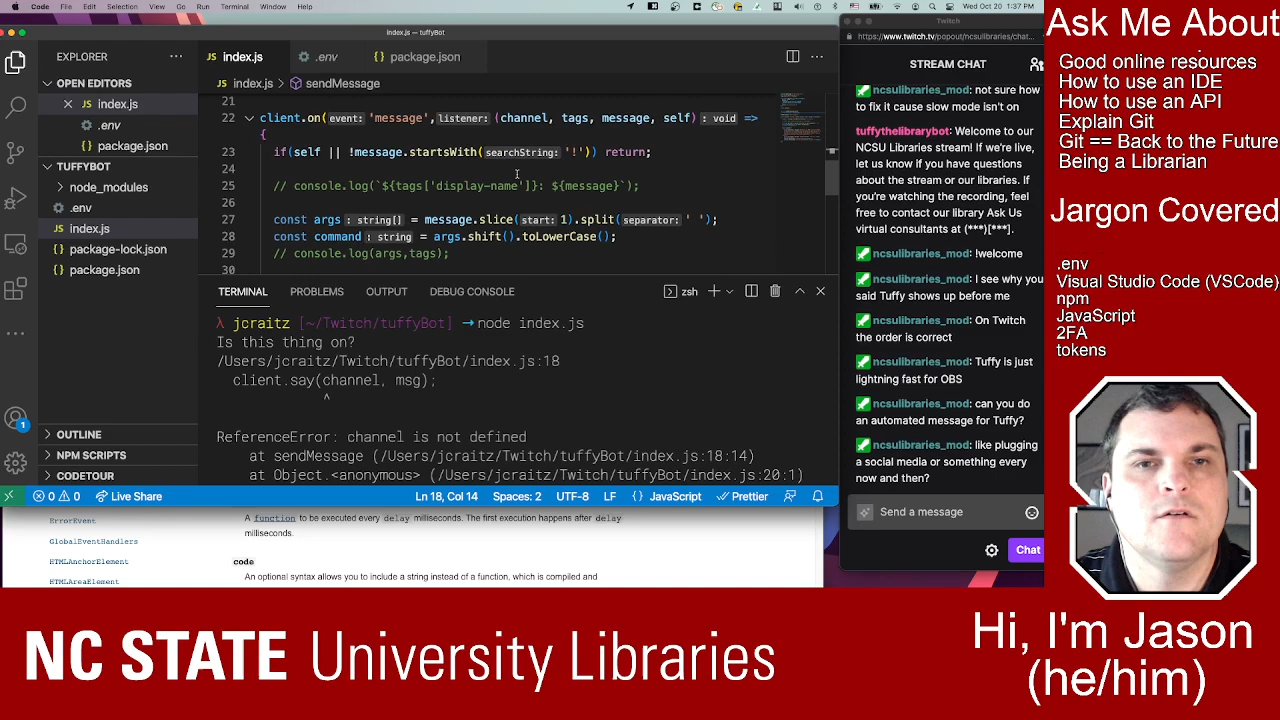 Code File Edit Selection View Go Run Terminal Window Help
Wed Oct 20 1:37 PM
index.js — tuffyBot
EXPLORER
OPEN EDITORS
index.js
.env
package.json
TUFFYBOT
node_modules
.env
index.js
package-lock.json
package.json
OUTLINE
NPM SCRIPTS
CODETOUR
index.js .env package.json
index.js > sendMessage
21
22 client.on(event: 'message',listener:(channel, tags, message, self):void =>
{
23 if(self || !message.startsWith(searchString:'!')) return;
24
25 // console.log(`${tags['display-name']}: ${message}`);
26
27 const args:string[] = message.slice(start:1).split(separator:' ');
28 const command:string = args.shift().toLowerCase();
29 // console.log(args,tags);
30
TERMINAL PROBLEMS OUTPUT DEBUG CONSOLE
zsh
λ jcraitz [~/Twitch/tuffyBot] →node index.js
Is this thing on?
/Users/jcraitz/Twitch/tuffyBot/index.js:18
client.say(channel, msg);
^
ReferenceError: channel is not defined
at sendMessage (/Users/jcraitz/Twitch/tuffyBot/index.js:18:14)
at Object.<anonymous> (/Users/jcraitz/Twitch/tuffyBot/index.js:20:1)
1
0 0 Live Share
Ln 18, Col 14 Spaces: 2 UTF-8 LF {} JavaScript Prettier
ErrorEvent
GlobalEventHandlers
HTMLAnchorElement
HTMLAreaElement
A function to be executed every delay milliseconds. The first execution happens after delay
milliseconds.
code
An optional syntax allows you to include a string instead of a function, which is compiled and
Twitch
https://www.twitch.tv/popout/ncsulibraries/chat...
STREAM CHAT
ncsulibraries_mod: not sure how
to fix it cause slow mode isn't on
tuffythelibrarybot: Welcome to our
NCSU Libraries stream! If we're live,
let us know if you have questions
about the stream or our libraries. If
you're watching the recording, feel
free to contact our library Ask Us
virtual consultants at (***)[***].
ncsulibraries_mod: !welcome
ncsulibraries_mod: I see why you
said Tuffy shows up before me
ncsulibraries_mod: On Twitch
the order is correct
ncsulibraries_mod: Tuffy is just
lightning fast for OBS
ncsulibraries_mod: can you do
an automated message for Tuffy?
ncsulibraries_mod: like plugging
a social media or something every
now and then?
Send a message
Chat
Ask Me About
Good online resources
How to use an IDE
How to use an API
Explain Git
Git == Back to the Future
Being a Librarian
Jargon Covered
.env
Visual Studio Code (VSCode)
npm
JavaScript
2FA
tokens
NC STATE University Libraries
Hi, I'm Jason
(he/him)